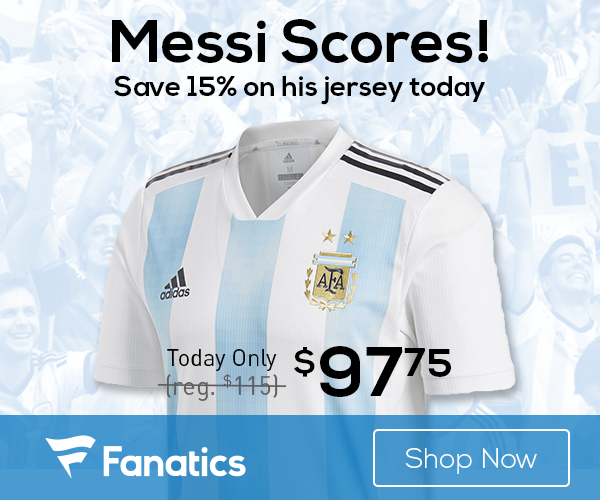 Messi Scores!
Save 15% on his jersey today
adidas
adidas
AFA
Today Only
(reg. $115)
$97.75
Fanatics
Shop Now